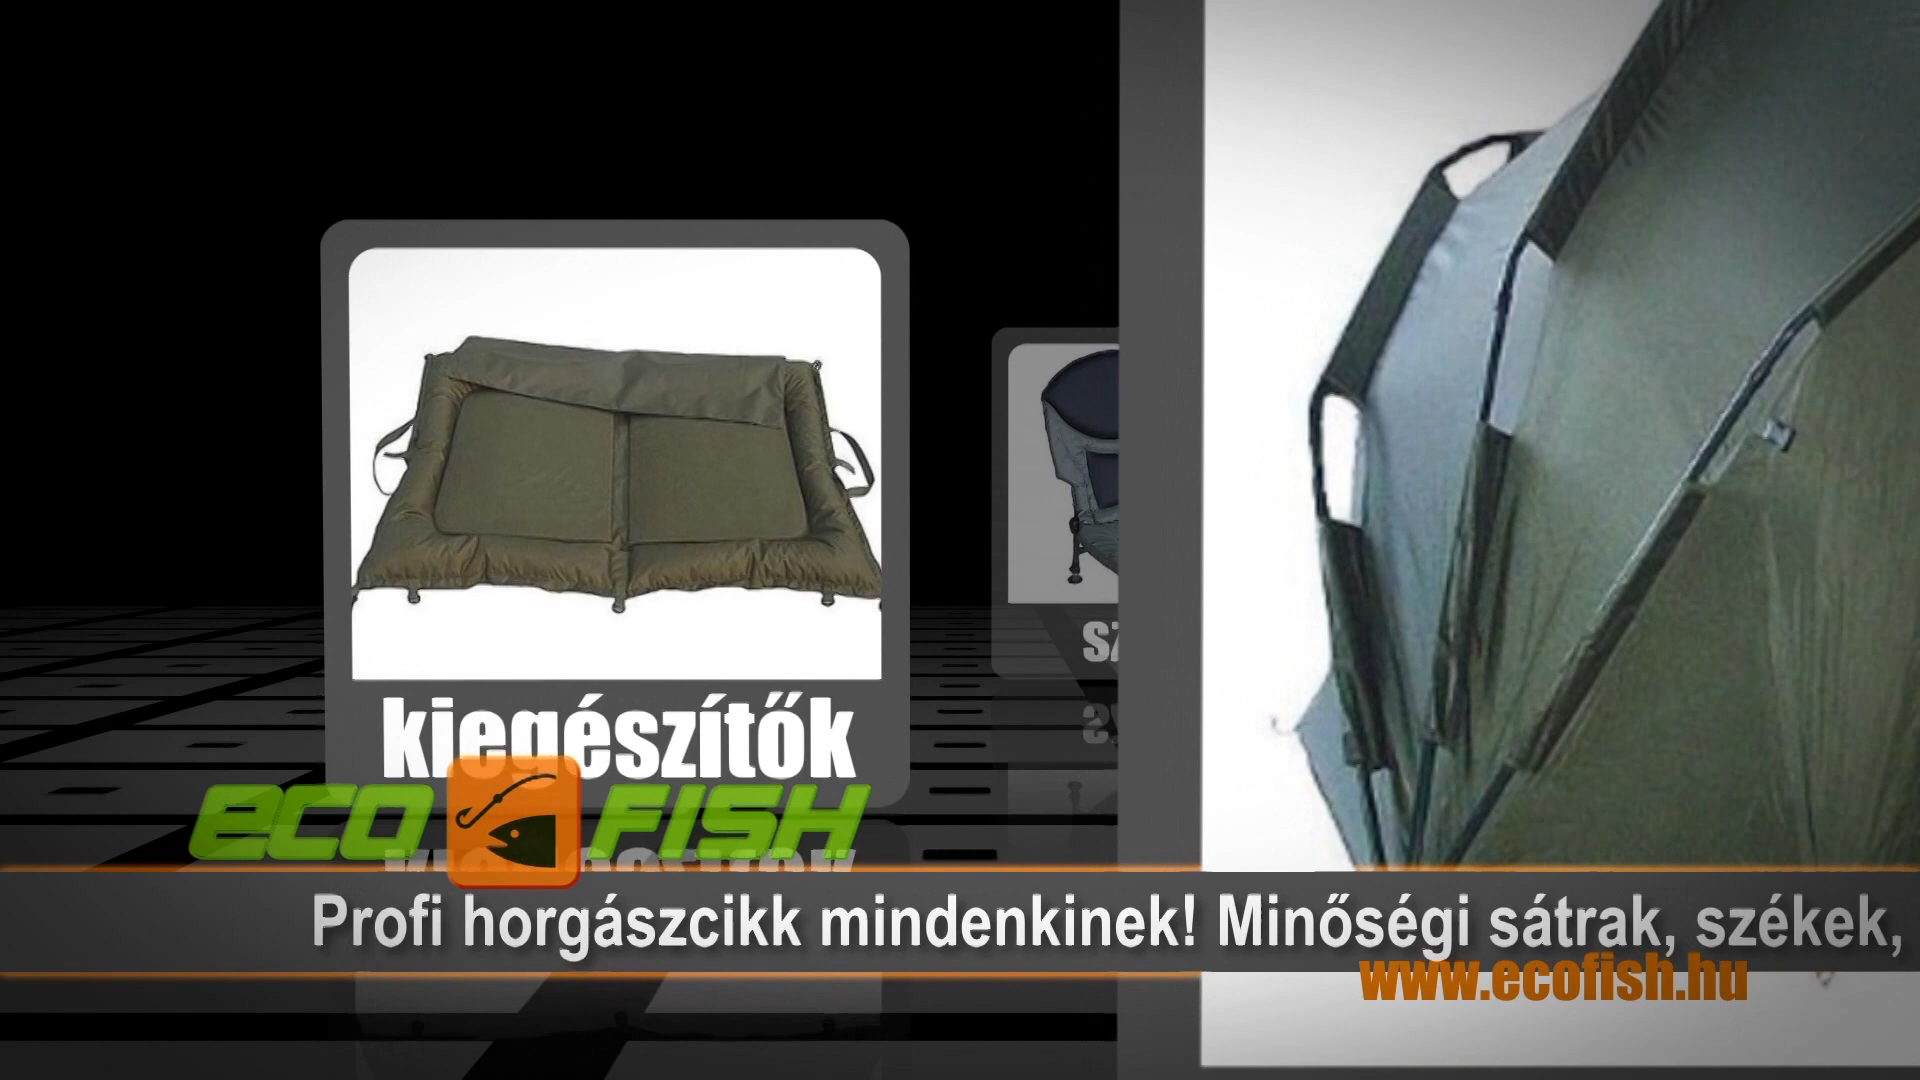 kiegészítők
ECO FISH
Profi horgászcikk mindenkinek! Minőségi sátrak, székek,
www.ecofish.hu